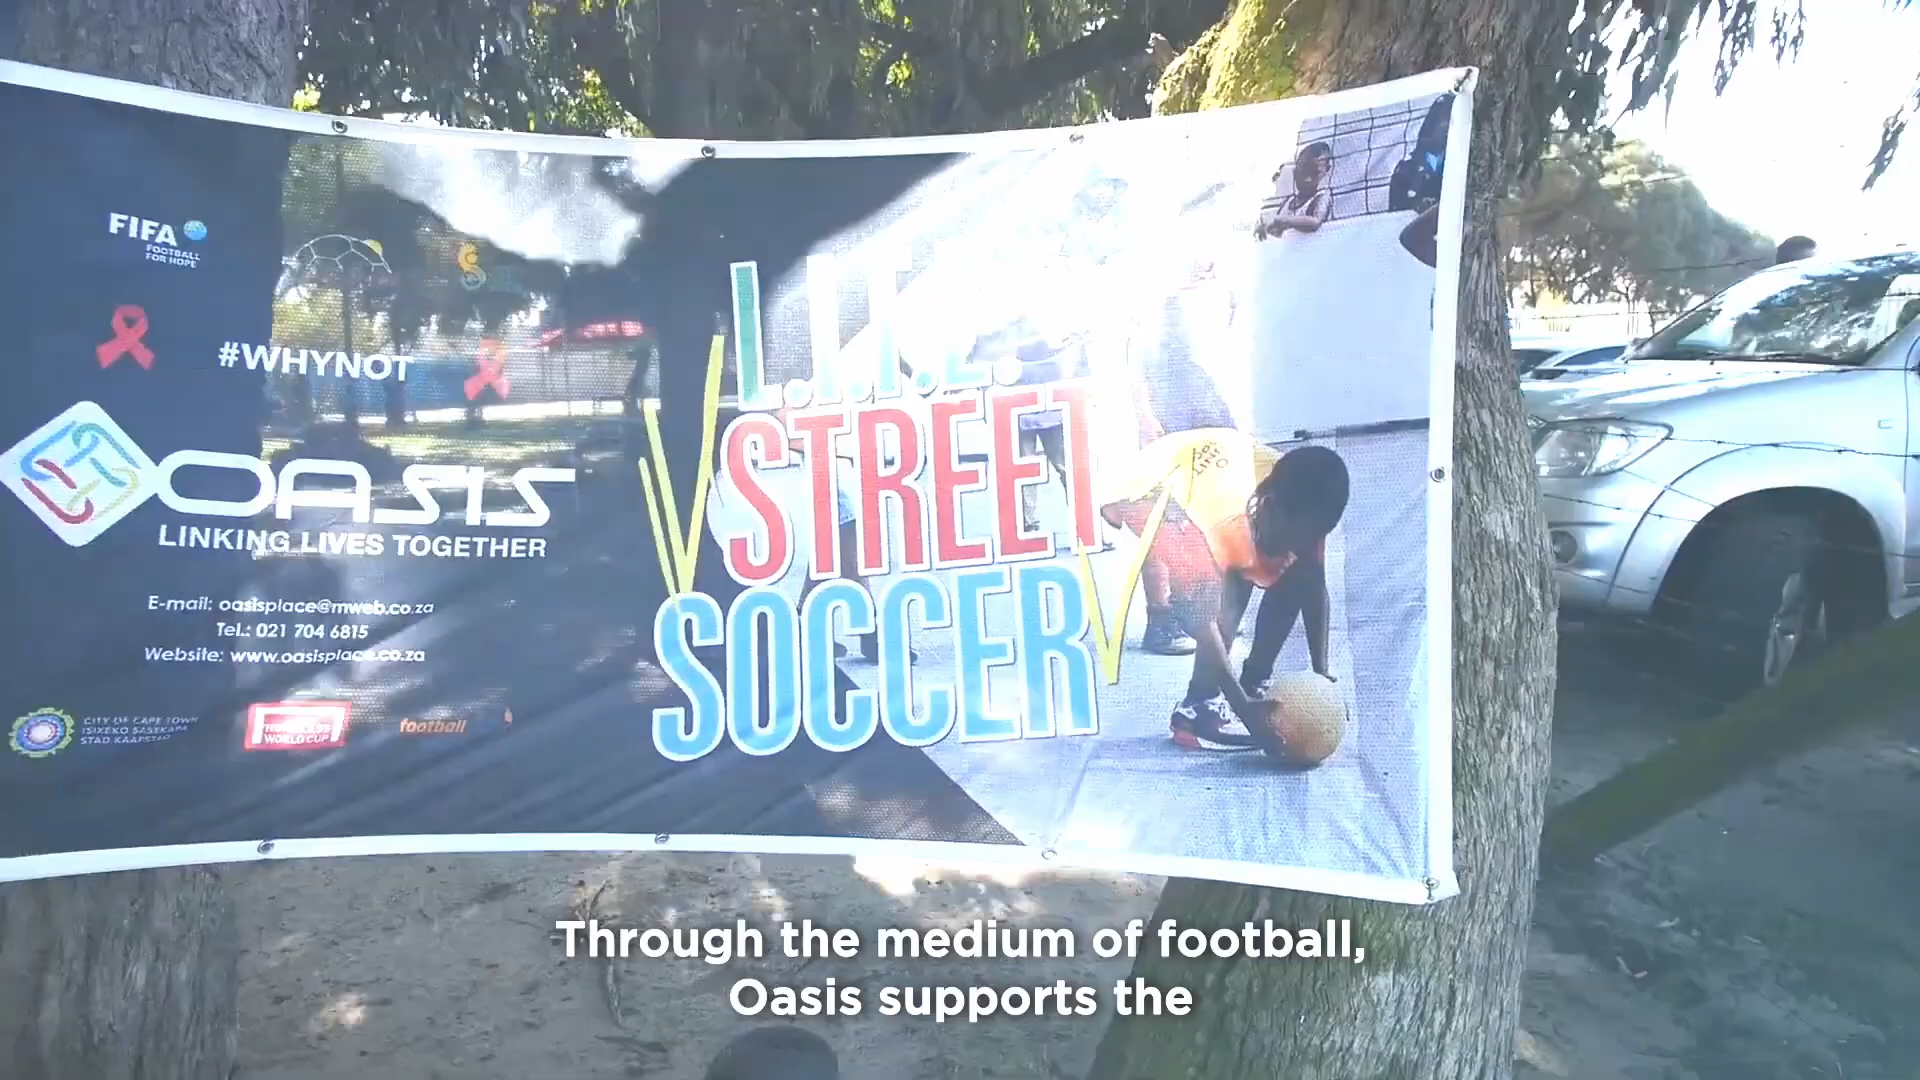 FIFA
FOOTBALL
FOR HOPE
#WHYNOT
OASIS
LINKING LIVES TOGETHER
E-mail: oasisplace@mweb.co.za
Tel.: 021 704 6815
Website: www.oasisplace.co.za
CITY OF CAPE TOWN
ISIXEKO SASEKAPA
STAD KAAPSTAD
HOMELESS
WORLD CUP
football
L.I.F.E.
STREET
SOCCER
Through the medium of football,
Oasis supports the